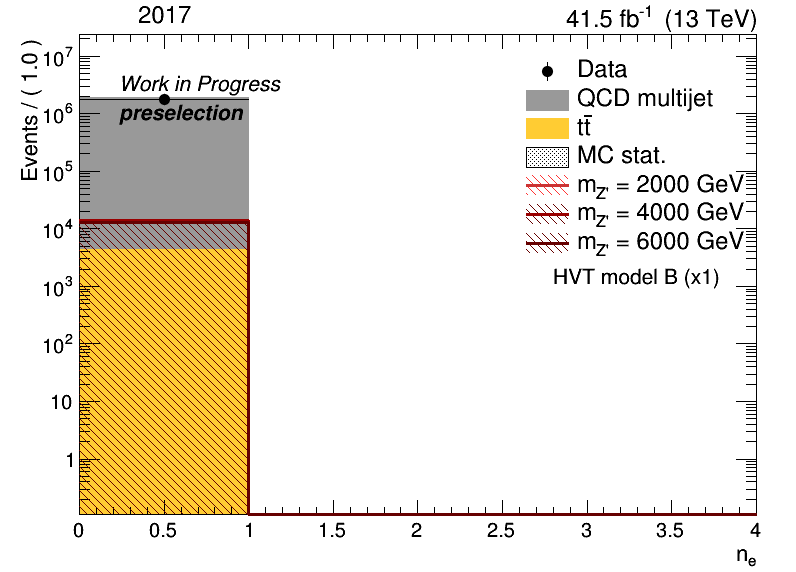 2017
41.5 fb⁻¹ (13 TeV)
Events / ( 1.0 )
10⁷
10⁶
10⁵
10⁴
10³
10²
10
1
Work in Progress
preselection
Data
QCD multijet
tt̄
MC stat.
m_Z' = 2000 GeV
m_Z' = 4000 GeV
m_Z' = 6000 GeV
HVT model B (x1)
0 0.5 1 1.5 2 2.5 3 3.5 4
nₑ